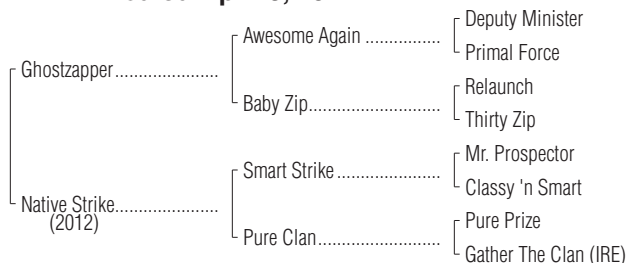 Deputy Minister
Awesome Again ................
Primal Force
Ghostzapper.....................
Relaunch
Baby Zip...........................
Thirty Zip
Mr. Prospector
Smart Strike .....................
Classy 'n Smart
Native Strike.....................
(2012)
Pure Prize
Pure Clan.........................
Gather The Clan (IRE)